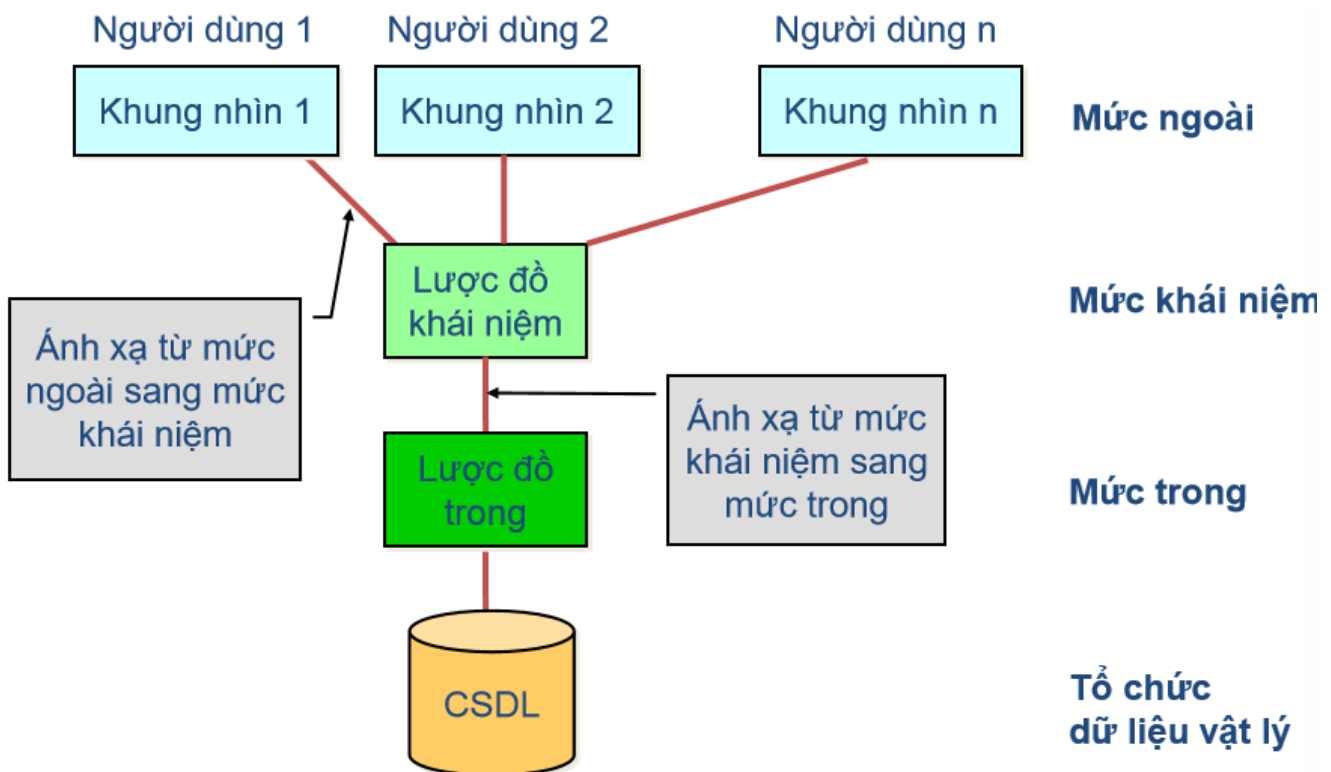 Người dùng 1
Người dùng 2
Người dùng n
Khung nhìn 1
Khung nhìn 2
Khung nhìn n
Mức ngoài
Lược đồ
khái niệm
Mức khái niệm
Ánh xạ từ mức
ngoài sang mức
khái niệm
Ánh xạ từ mức
khái niệm sang
mức trong
Lược đồ
trong
Mức trong
CSDL
Tổ chức
dữ liệu vật lý